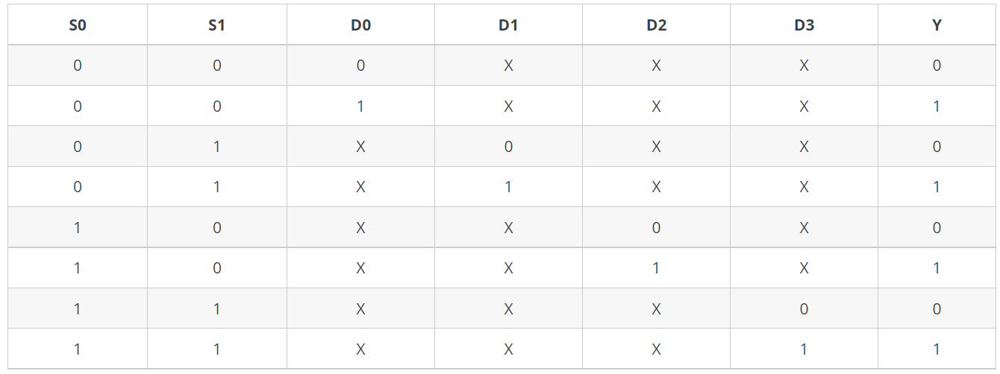 S0 S1 D0 D1 D2 D3 Y
0 0 0 X X X 0
0 0 1 X X X 1
0 1 X 0 X X 0
0 1 X 1 X X 1
1 0 X X 0 X 0
1 0 X X 1 X 1
1 1 X X X 0 0
1 1 X X X 1 1